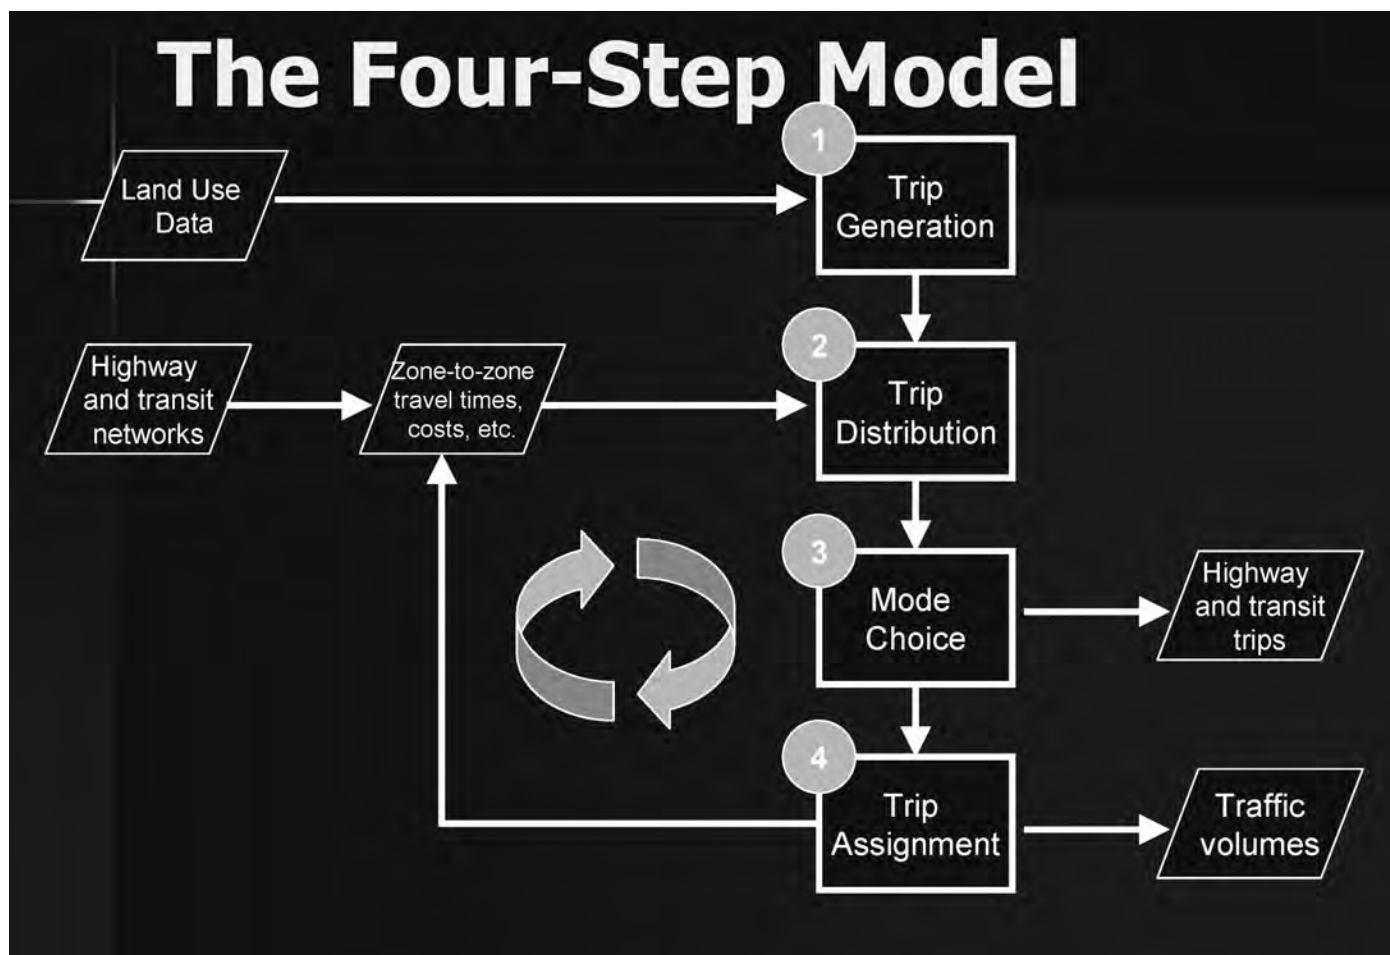 The Four-Step Model
1
Land Use
Data
Trip
Generation
2
Highway
and transit
networks
Zone-to-zone
travel times,
costs, etc.
Trip
Distribution
3
Mode
Choice
Highway
and transit
trips
4
Trip
Assignment
Traffic
volumes